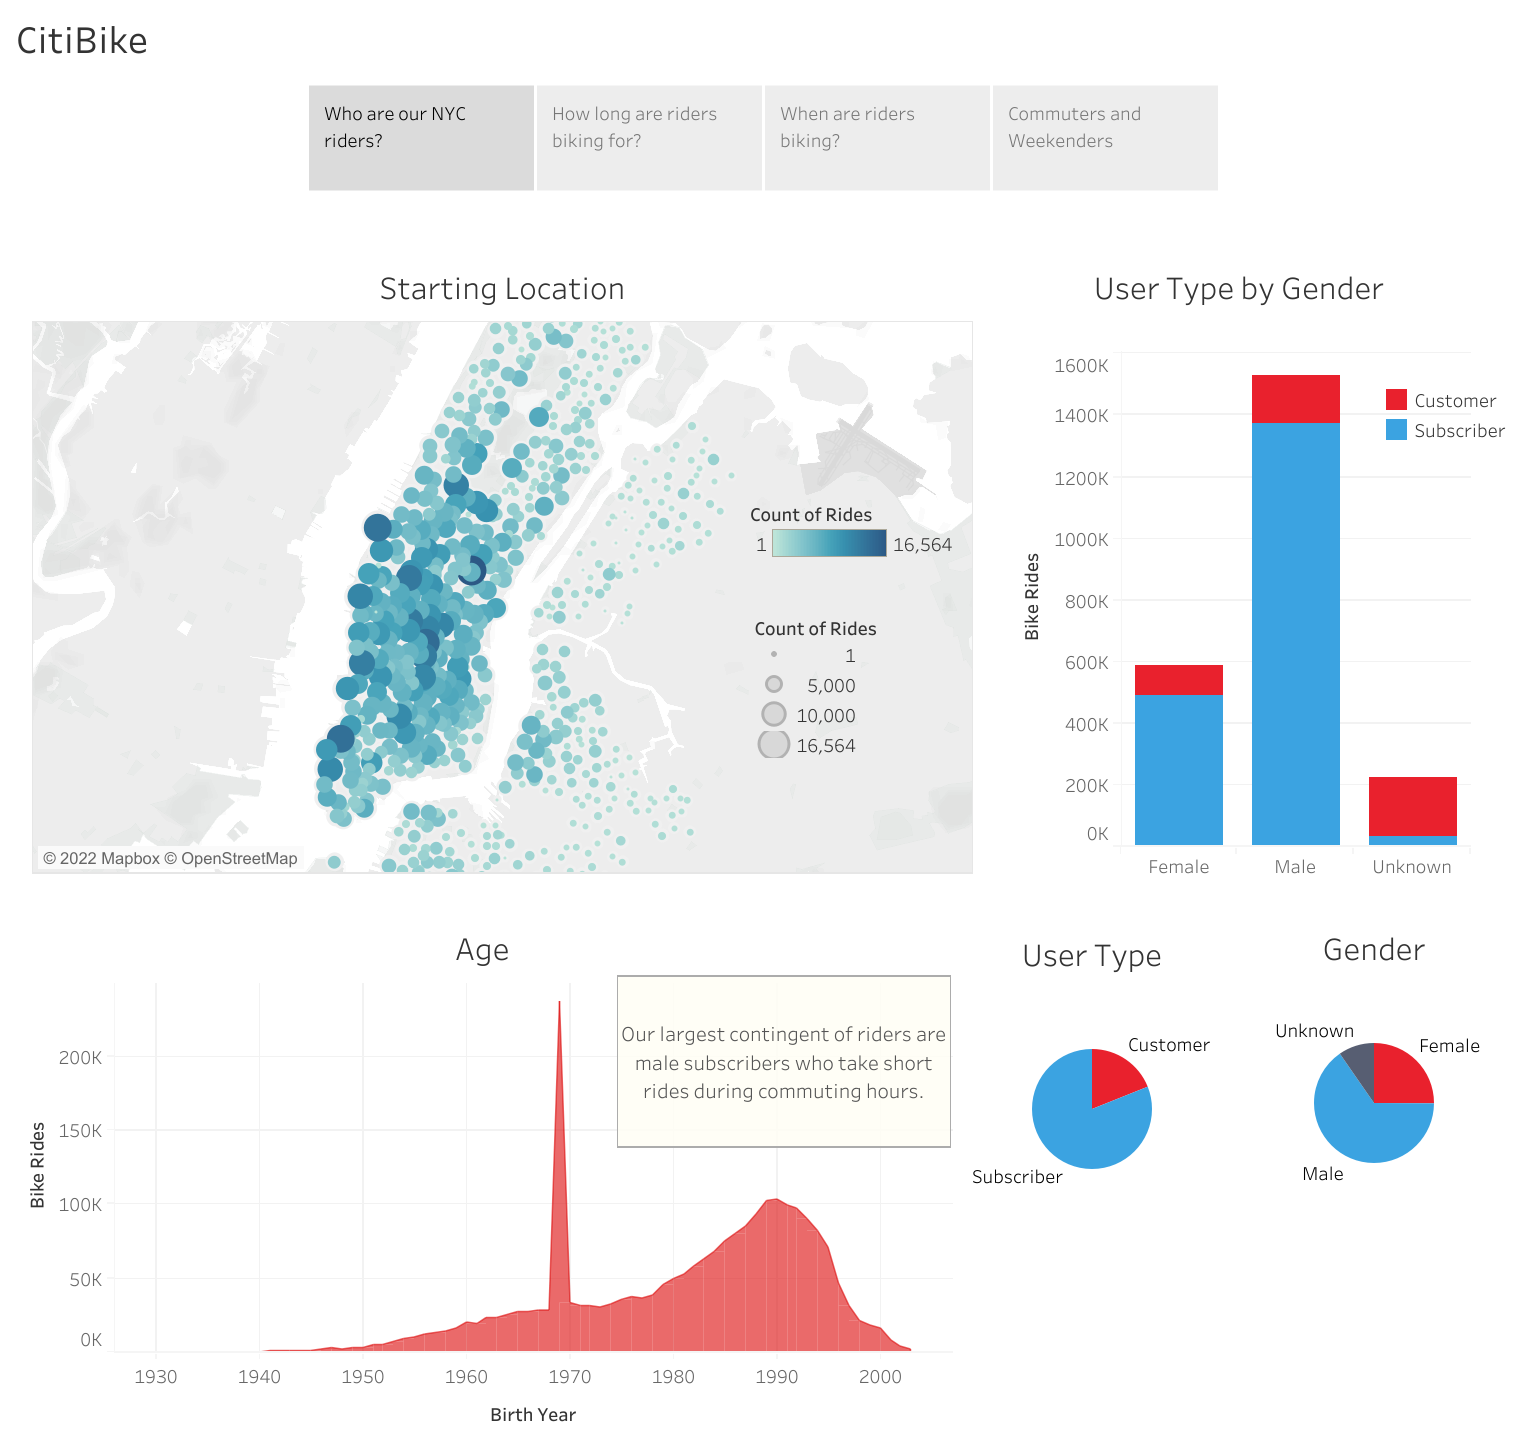 CitiBike
Who are our NYC
riders?
How long are riders
biking for?
When are riders
biking?
Commuters and
Weekenders
Starting Location
Count of Rides
1
16,564
Count of Rides
1
5,000
10,000
16,564
© 2022 Mapbox © OpenStreetMap
User Type by Gender
Bike Rides
1600K
1400K
1200K
1000K
800K
600K
400K
200K
0K
Female
Male
Unknown
Customer
Subscriber
Age
Our largest contingent of riders are
male subscribers who take short
rides during commuting hours.
Bike Rides
200K
150K
100K
50K
0K
1930
1940
1950
1960
1970
1980
1990
2000
Birth Year
User Type
Customer
Subscriber
Gender
Unknown
Female
Male